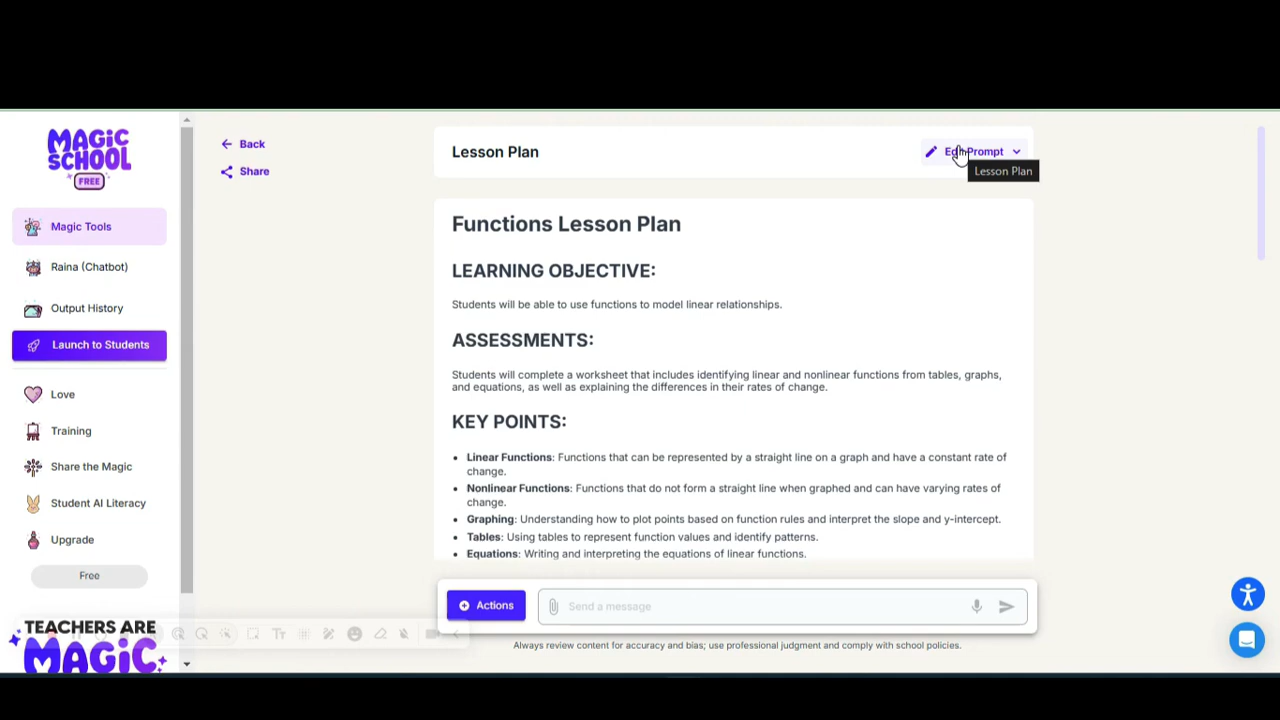 MAGIC
SCHOOL
FREE
Magic Tools
Raina (Chatbot)
Output History
Launch to Students
Love
Training
Share the Magic
Student AI Literacy
Upgrade
Free
TEACHERS ARE
MAGIC
Back
Share
Lesson Plan
Edit Prompt
Lesson Plan
Functions Lesson Plan
LEARNING OBJECTIVE:
Students will be able to use functions to model linear relationships.
ASSESSMENTS:
Students will complete a worksheet that includes identifying linear and nonlinear functions from tables, graphs,
and equations, as well as explaining the differences in their rates of change.
KEY POINTS:
• Linear Functions: Functions that can be represented by a straight line on a graph and have a constant rate of
change.
• Nonlinear Functions: Functions that do not form a straight line when graphed and can have varying rates of
change.
• Graphing: Understanding how to plot points based on function rules and interpret the slope and y-intercept.
• Tables: Using tables to represent function values and identify patterns.
• Equations: Writing and interpreting the equations of linear functions.
Actions
Send a message
Always review content for accuracy and bias; use professional judgment and comply with school policies.